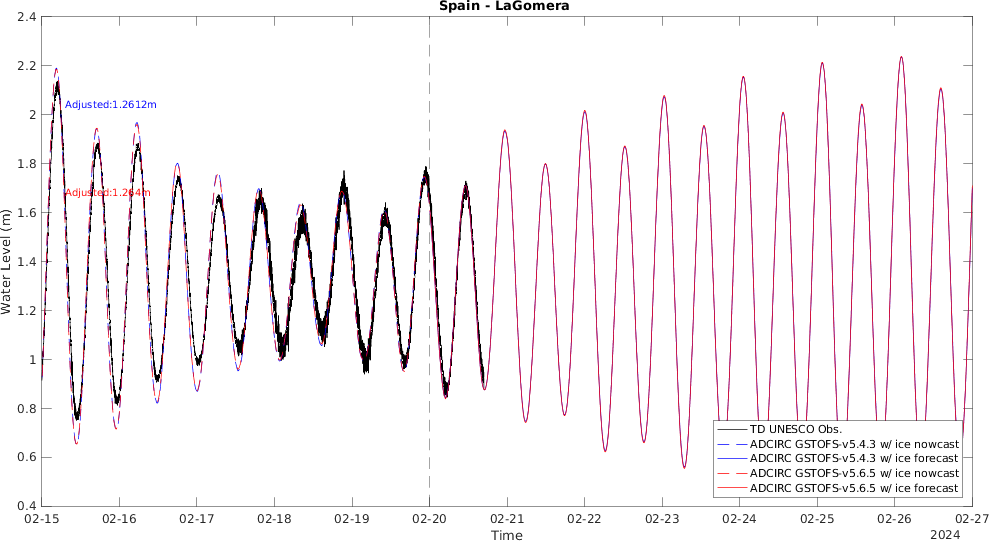 Spain - LaGomera
2.4
2.2
2
1.8
1.6
1.4
1.2
1
0.8
0.6
0.4
Water Level (m)
Adjusted:1.2612m
Adjusted:1.264m
TD UNESCO Obs.
ADCIRC GSTOFS-v5.4.3 w/ ice nowcast
ADCIRC GSTOFS-v5.4.3 w/ ice forecast
ADCIRC GSTOFS-v5.6.5 w/ ice nowcast
ADCIRC GSTOFS-v5.6.5 w/ ice forecast
02-15 02-16 02-17 02-18 02-19 02-20 02-21 02-22 02-23 02-24 02-25 02-26 02-27
Time
2024